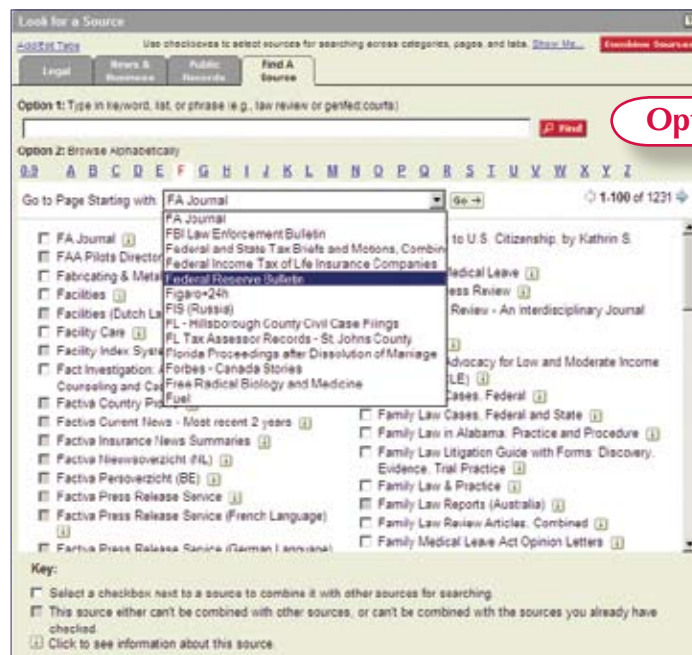 Look for a Source
Add/Edit Tabs Use checkboxes to select sources for searching across categories, pages, and tabs. Show Me... Combine Sources
Legal News & Business Public Records Find A Source
Option 1: Type in keyword, list, or phrase (e.g., law review or genfed;courts)
Find
Option 2: Browse Alphabetically
0-9 A B C D E F G H I J K L M N O P Q R S T U V W X Y Z
Go to Page Starting with: FA Journal Go → 1-100 of 1231
FA Journal
FBI Law Enforcement Bulletin
Federal and State Tax Briefs and Motions, Combin
Federal Income Tax of Life Insurance Companies
Federal Reserve Bulletin
Figaro+24h
FIS (Russia)
FL - Hillsborough County Civil Case Filings
FL Tax Assessor Records - St. Johns County
Florida Proceedings after Dissolution of Marriage
Forbes - Canada Stories
Free Radical Biology and Medicine
Fuel
FA Journal
FAA Pilots Director
Fabricating & Meta
Facilities
Facilities (Dutch La
Facility Care
Facility Index Syste
Fact Investigation:
Counseling and
Factiva Country
Factiva Current News - Most recent 2 years
Factiva Insurance News Summaries
Factiva Nieuwsoverzicht (NL)
Factiva Persoverzicht (BE)
Factiva Press Release Service
Factiva Press Release Service (French Language)
Factiva Press Release Service (German Language)
to U.S. Citizenship, by Kathrin S.
edical Leave
ess Review
Review - An Interdisciplinary Journal
Advocacy for Low and Moderate Income
LE)
Cases, Federal
Family Law Cases, Federal and State
Family Law in Alabama: Practice and Procedure
Family Law Litigation Guide with Forms: Discovery,
Evidence, Trial Practice
Family Law & Practice
Family Law Reports (Australia)
Family Law Review Articles, Combined
Family Medical Leave Act Opinion Letters
Key:
Select a checkbox next to a source to combine it with other sources for searching.
This source either can't be combined with other sources, or can't be combined with the sources you already have
checked.
Click to see information about this source.
Opt